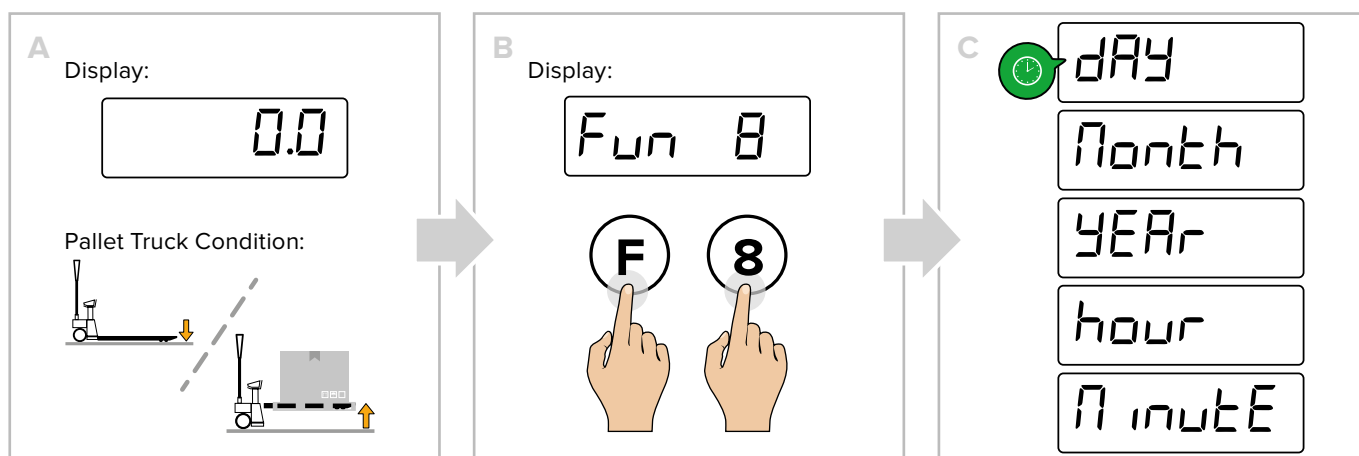 A
Display:
0.0
Pallet Truck Condition:
B
Display:
Fun 8
F
8
C
dAY
Month
YEAr
hour
MinutE